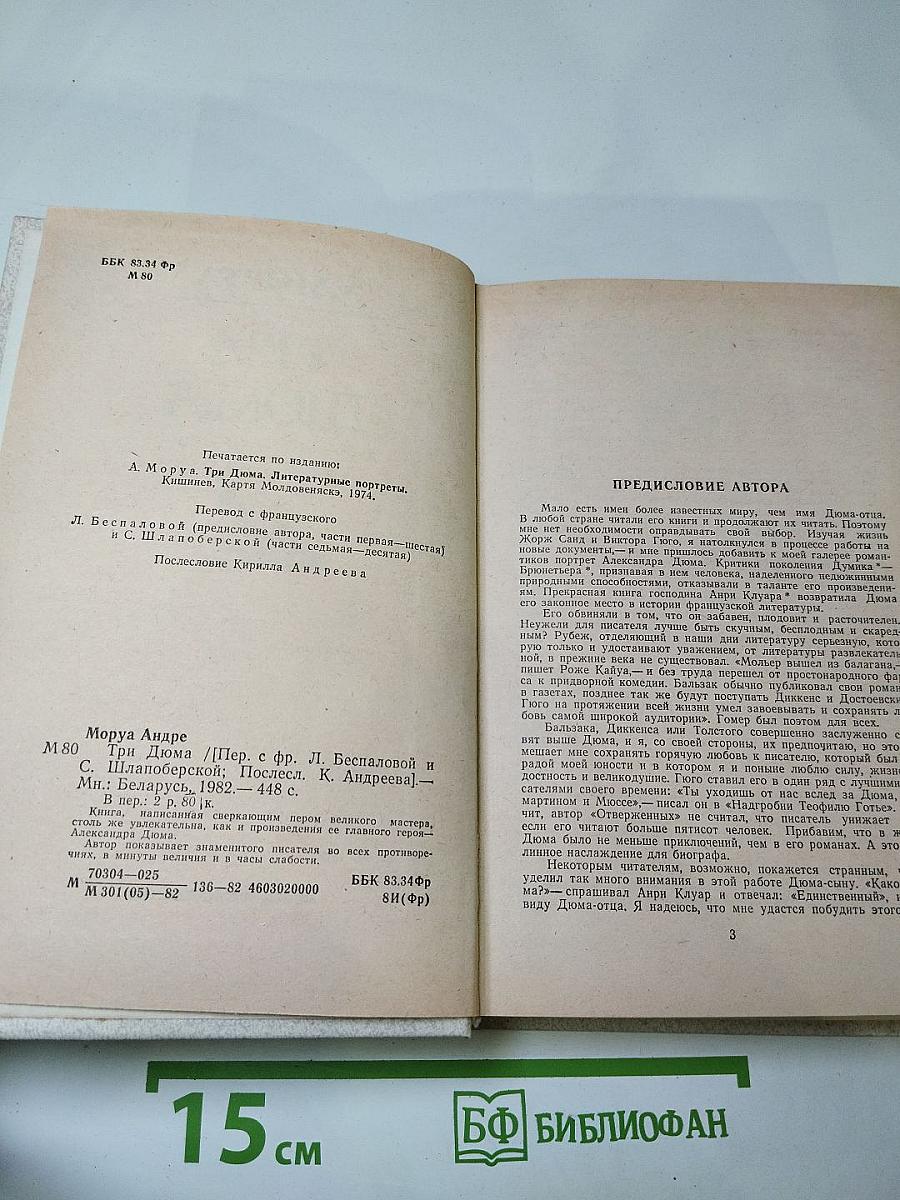 ББК 83.34 Фр
М 80
Печатается по изданию:
А. Моруа. Три Дюма. Литературные портреты.
Кишинев, Картя Молдовеняскэ, 1974.
Перевод с французского
Л. Беспаловой (предисловие автора, части первая—шестая)
и С. Шлапоберской (части седьмая—десятая)
Послесловие Кирилла Андреева
Моруа Андре
М 80 Три Дюма /[Пер. с фр. Л. Беспаловой и
С. Шлапоберской; Послесл. К. Андреева].—
Мн.: Беларусь, 1982.— 448 с.
В пер.: 2 р. 80 к.
Книга, написанная сверкающим пером великого мастера,
столь же увлекательна, как и произведения ее главного героя—
Александра Дюма.
Автор показывает знаменитого писателя во всех противоре-
чиях, в минуты величия и в часы слабости.
М 70304—025 / М 301(05)—82 136—82 4603020000 ББК 83.34Фр
8И(Фр)
ПРЕДИСЛОВИЕ АВТОРА
Мало есть имен более известных миру, чем имя Дюма-отца.
В любой стране читали его книги и продолжают их читать. Поэтому
мне нет необходимости оправдывать свой выбор. Изучая жизнь
Жорж Санд и Виктора Гюго, я натолкнулся в процессе работы на
новые документы,— и мне пришлось добавить к моей галерее роман-
тиков портрет Александра Дюма. Критики поколения Думика *—
Брюнетьера *, признавая в нем человека, наделенного недюжинными
природными способностями, отказывали в таланте его произведени-
ям. Прекрасная книга господина Анри Клуара * возвратила Дюма
его законное место в истории французской литературы.
Его обвиняли в том, что он забавен, плодовит и расточителен.
Неужели для писателя лучше быть скучным, бесплодным и скаред-
ным? Рубеж, отделяющий в наши дни литературу серьезную, кото-
рую только и удостаивают уважением, от литературы развлекатель-
ной, в прежние века не существовал. «Мольер вышел из балагана,—
пишет Роже Кайуа,— и без труда перешел от простонародного фар-
са к придворной комедии. Бальзак обычно публиковал свои роман
в газетах, позднее так же будут поступать Диккенс и Достоевски
Гюго на протяжении всей жизни умел завоевывать и сохранять л
бовь самой широкой аудитории». Гомер был поэтом для всех.
Бальзака, Диккенса или Толстого совершенно заслуженно с
вят выше Дюма, и я, со своей стороны, их предпочитаю, но это
мешает мне сохранять горячую любовь к писателю, который был
радой моей юности и в котором я и поныне люблю силу, жизне
достность и великодушие. Гюго ставил его в один ряд с лучшими
сателями своего времени: «Ты уходишь от нас вслед за Дюма,
мартином и Мюссе»,— писал он в «Надгробии Теофилю Готье».
чит, автор «Отверженных» не считал, что писатель унижает
если его читают больше пятисот человек. Прибавим, что в ж
Дюма было не меньше приключений, чем в его романах. А это
линное наслаждение для биографа.
Некоторым читателям, возможно, покажется странным, ч
уделил так много внимания в этой работе Дюма-сыну. «Како
ма?»— спрашивал Анри Клуар и отвечал: «Единственный», и
виду Дюма-отца. Я надеюсь, что мне удастся побудить этого
3
15 см
БФ БИБЛИОФАН